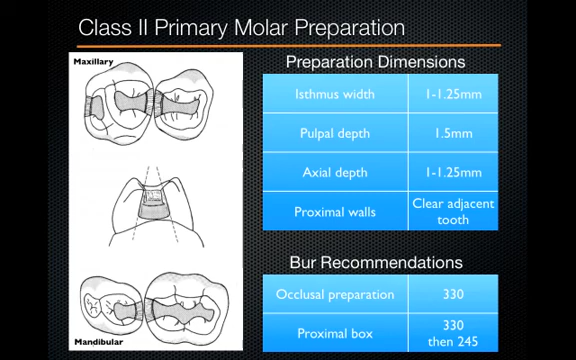 Class II Primary Molar Preparation
Maxillary
Mandibular
Preparation Dimensions
Isthmus width 1-1.25mm
Pulpal depth 1.5mm
Axial depth 1-1.25mm
Proximal walls Clear adjacent
tooth
Bur Recommendations
Occlusal preparation 330
Proximal box 330
then 245